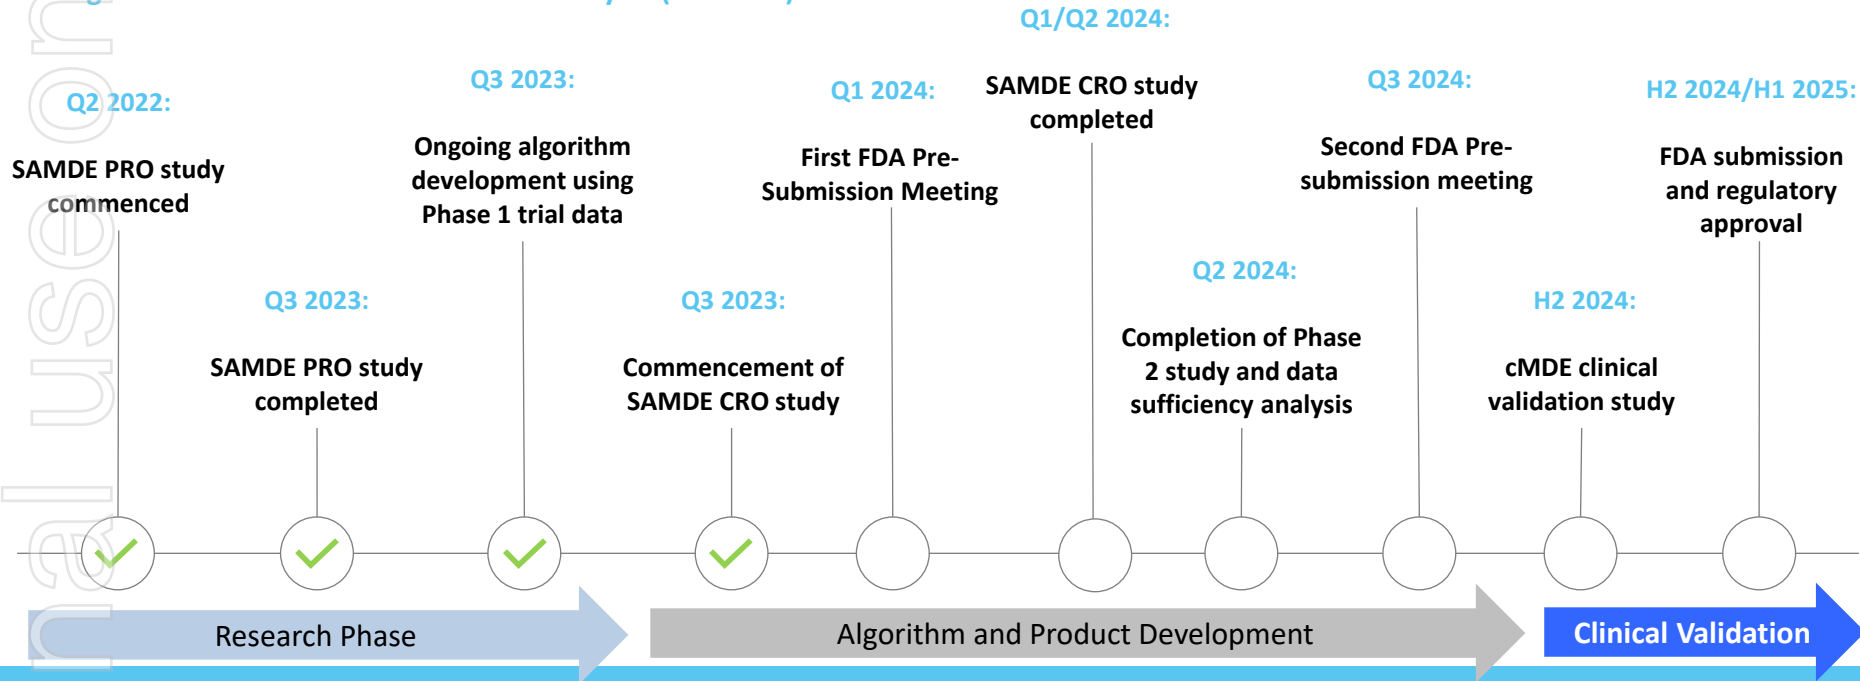 Q2 2022:
SAMDE PRO study
commenced
Q3 2023:
SAMDE PRO study
completed
Q3 2023:
Ongoing algorithm
development using
Phase 1 trial data
Q3 2023:
Commencement of
SAMDE CRO study
Q1 2024:
First FDA Pre-
Submission Meeting
Q1/Q2 2024:
SAMDE CRO study
completed
Q2 2024:
Completion of Phase
2 study and data
sufficiency analysis
Q3 2024:
Second FDA Pre-
submission meeting
H2 2024:
cMDE clinical
validation study
H2 2024/H1 2025:
FDA submission
and regulatory
approval
Research Phase
Algorithm and Product Development
Clinical Validation
nal use on